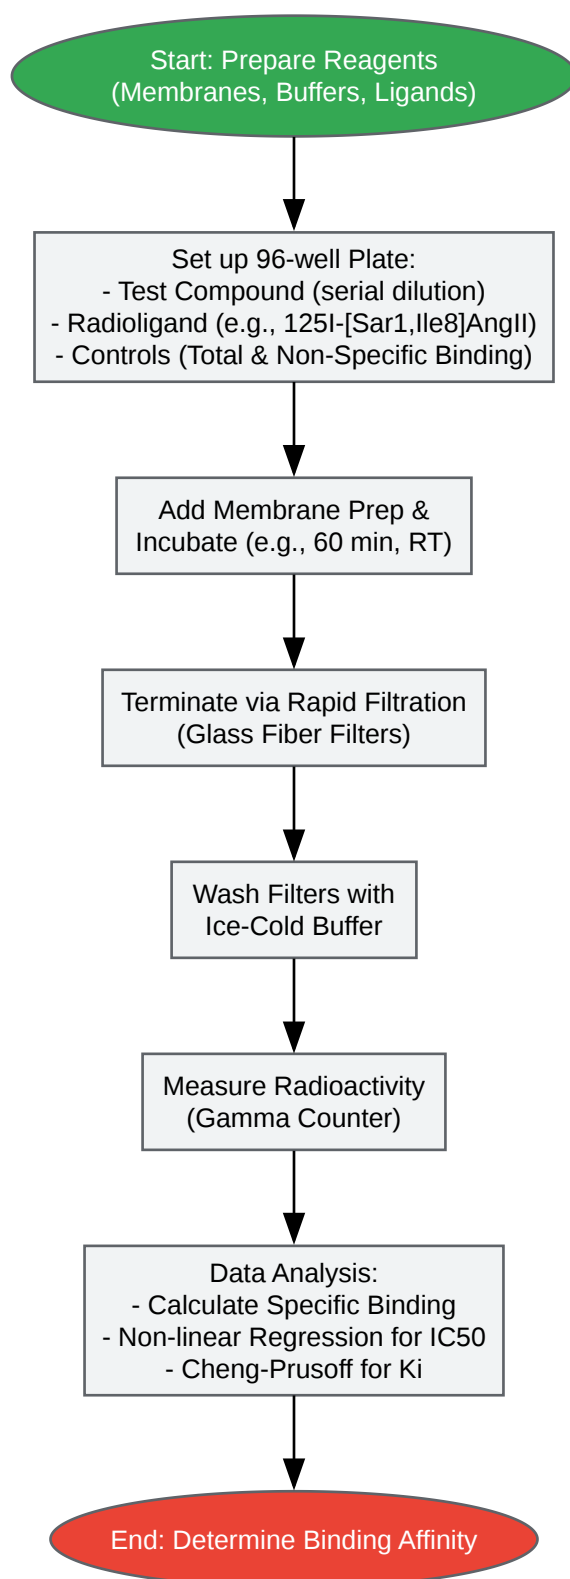 Start: Prepare Reagents
(Membranes, Buffers, Ligands)
Set up 96-well Plate:
- Test Compound (serial dilution)
- Radioligand (e.g., 125I-[Sar1,Ile8]AngII)
- Controls (Total & Non-Specific Binding)
Add Membrane Prep &
Incubate (e.g., 60 min, RT)
Terminate via Rapid Filtration
(Glass Fiber Filters)
Wash Filters with
Ice-Cold Buffer
Measure Radioactivity
(Gamma Counter)
Data Analysis:
- Calculate Specific Binding
- Non-linear Regression for IC50
- Cheng-Prusoff for Ki
End: Determine Binding Affinity